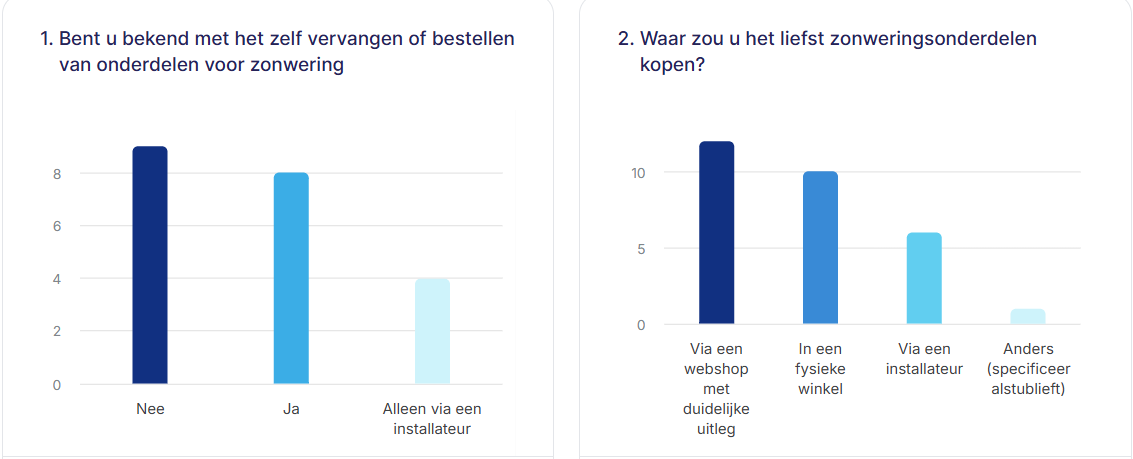 1. Bent u bekend met het zelf vervangen of bestellen
van onderdelen voor zonwering
8
6
4
2
0
Nee
Ja
Alleen via een
installateur
2. Waar zou u het liefst zonweringsonderdelen
kopen?
10
5
0
Via een
webshop
met
duidelijke
uitleg
In een
fysieke
winkel
Via een
installateur
Anders
(specificeer
alstublieft)